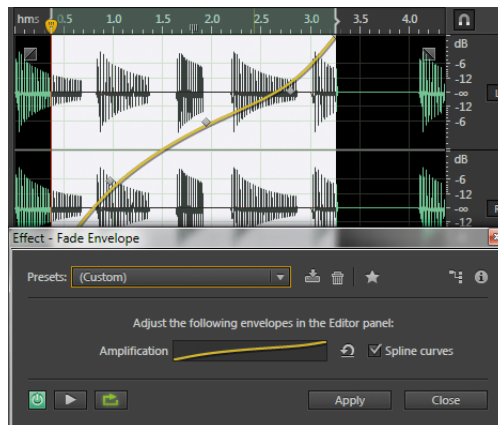 hms 0.5 1.0 1.5 2.0 2.5 3.0 3.5 4.0
dB
-6
-12
-∞
-12
-6
L
dB
-6
-12
-∞
-12
R
Effect - Fade Envelope
Presets: (Custom)
Adjust the following envelopes in the Editor panel:
Amplification
Spline curves
Apply Close